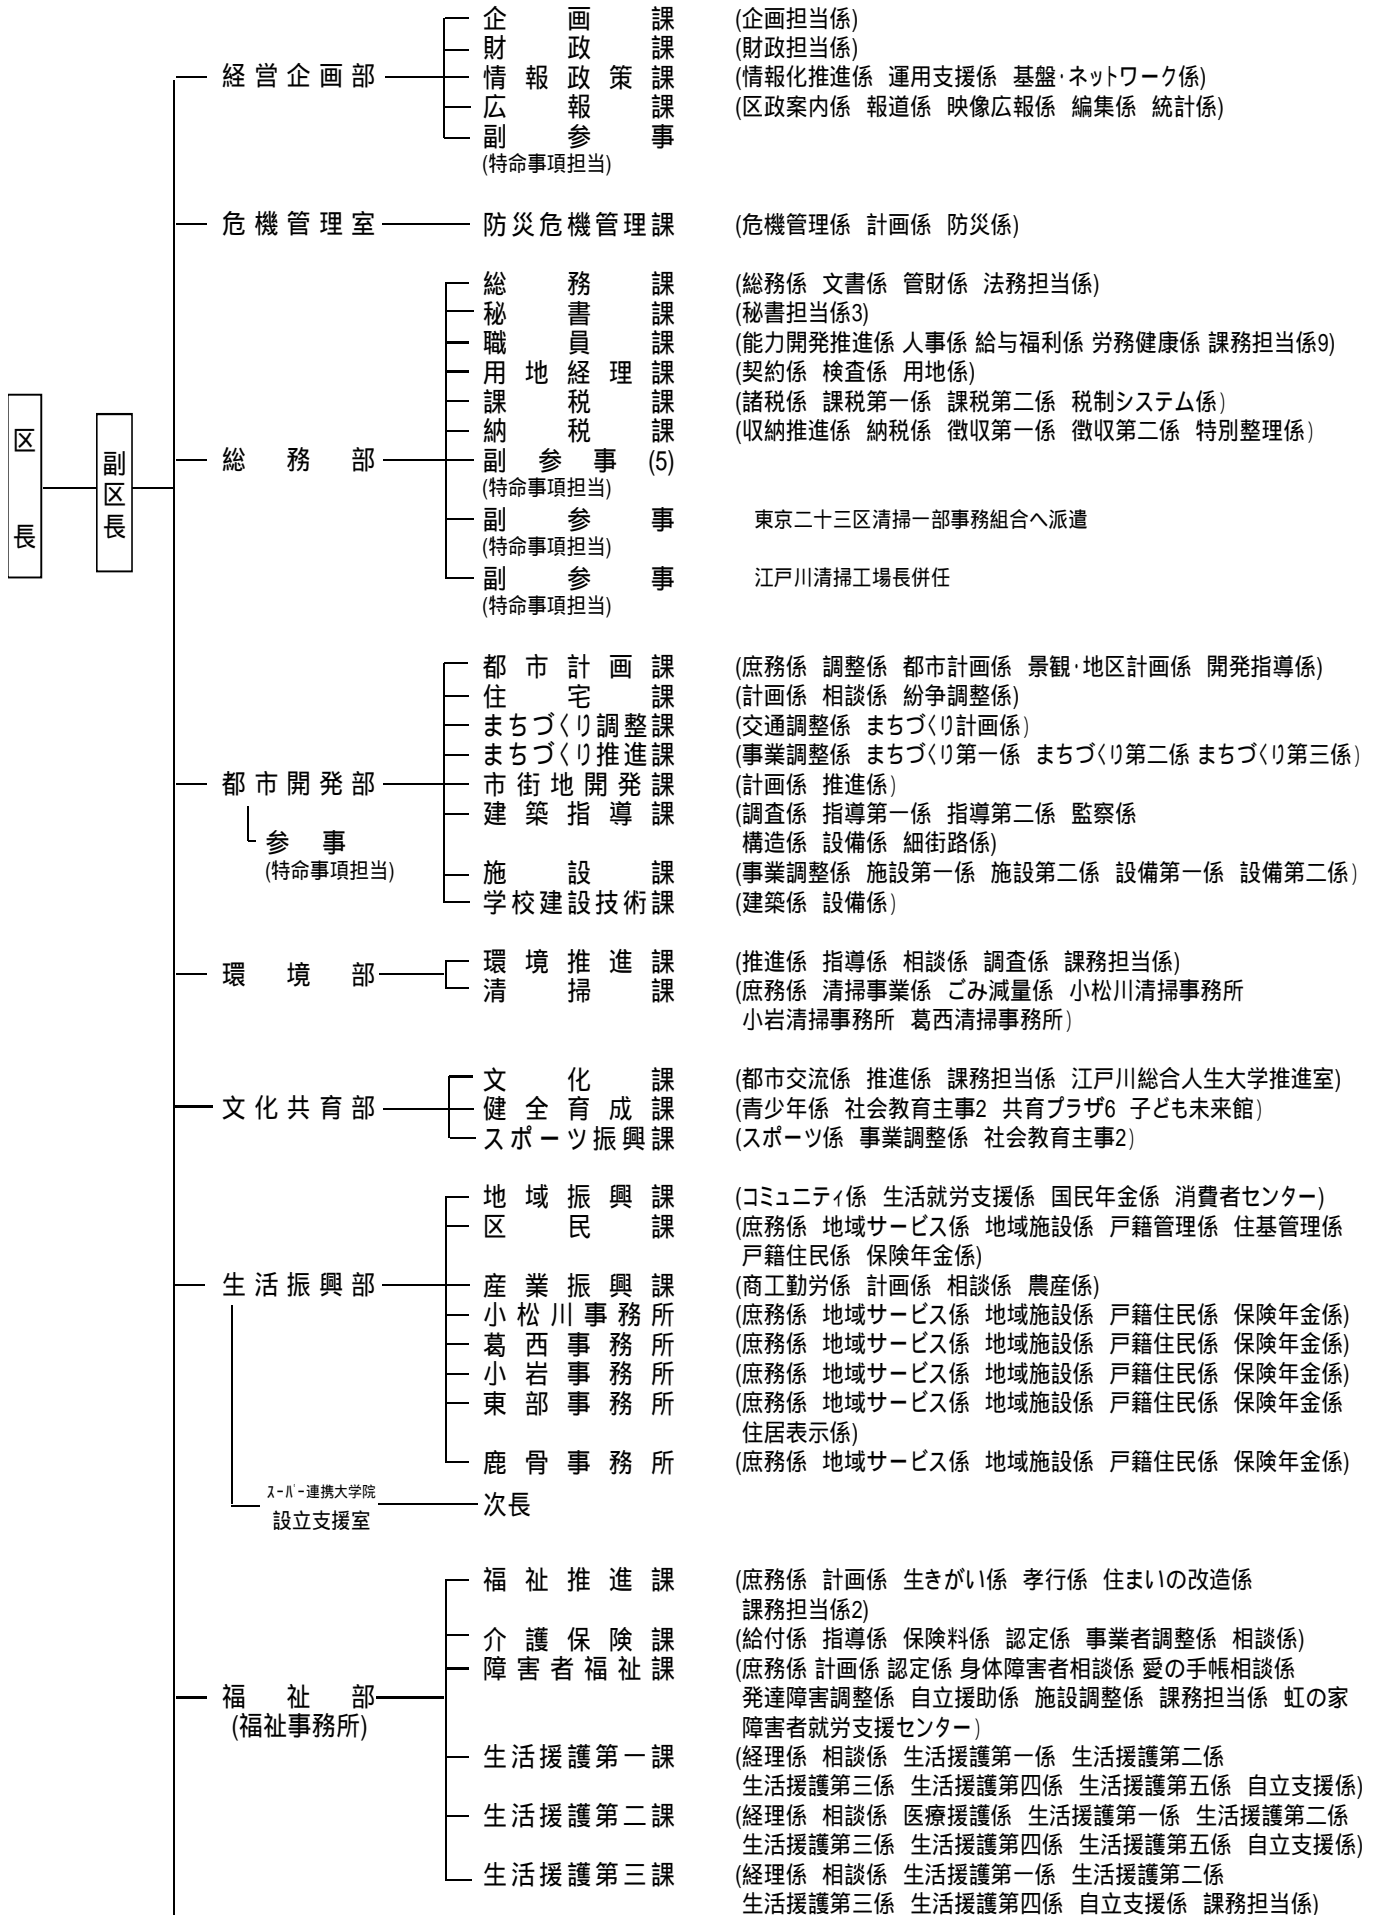 区長
副区長
経営企画部
企画課 (企画担当係)
財政課 (財政担当係)
情報政策課 (情報化推進係 運用支援係 基盤・ネットワーク係)
広報課 (区政案内係 報道係 映像広報係 編集係 統計係)
副参事
(特命事項担当)
危機管理室 防災危機管理課 (危機管理係 計画係 防災係)
総務部
総務課 (総務係 文書係 管財係 法務担当係)
秘書課 (秘書担当係3)
職員課 (能力開発推進係 人事係 給与福利係 労務健康係 課務担当係9)
用地経理課 (契約係 検査係 用地係)
課税課 (諸税係 課税第一係 課税第二係 税制システム係)
納税課 (収納推進係 納税係 徴収第一係 徴収第二係 特別整理係)
副参事 (5)
(特命事項担当)
副参事 東京二十三区清掃一部事務組合へ派遣
(特命事項担当)
副参事 江戸川清掃工場長併任
(特命事項担当)
都市開発部
参事
(特命事項担当)
都市計画課 (庶務係 調整係 都市計画係 景観・地区計画係 開発指導係)
住宅課 (計画係 相談係 紛争調整係)
まちづくり調整課 (交通調整係 まちづくり計画係)
まちづくり推進課 (事業調整係 まちづくり第一係 まちづくり第二係 まちづくり第三係)
市街地開発課 (計画係 推進係)
建築指導課 (調査係 指導第一係 指導第二係 監察係
構造係 設備係 細街路係)
施設課 (事業調整係 施設第一係 施設第二係 設備第一係 設備第二係)
学校建設技術課 (建築係 設備係)
環境部
環境推進課 (推進係 指導係 相談係 調査係 課務担当係)
清掃課 (庶務係 清掃事業係 ごみ減量係 小松川清掃事務所
小岩清掃事務所 葛西清掃事務所)
文化共育部
文化課 (都市交流係 推進係 課務担当係 江戸川総合人生大学推進室)
健全育成課 (青少年係 社会教育主事2 共育プラザ6 子ども未来館)
スポーツ振興課 (スポーツ係 事業調整係 社会教育主事2)
生活振興部
地域振興課 (コミュニティ係 生活就労支援係 国民年金係 消費者センター)
区民課 (庶務係 地域サービス係 地域施設係 戸籍管理係 住基管理係
戸籍住民係 保険年金係)
産業振興課 (商工勤労係 計画係 相談係 農産係)
小松川事務所 (庶務係 地域サービス係 地域施設係 戸籍住民係 保険年金係)
葛西事務所 (庶務係 地域サービス係 地域施設係 戸籍住民係 保険年金係)
小岩事務所 (庶務係 地域サービス係 地域施設係 戸籍住民係 保険年金係)
東部事務所 (庶務係 地域サービス係 地域施設係 戸籍住民係 保険年金係
住居表示係)
鹿骨事務所 (庶務係 地域サービス係 地域施設係 戸籍住民係 保険年金係)
スーパー連携大学院
設立支援室 次長
福祉部
(福祉事務所)
福祉推進課 (庶務係 計画係 生きがい係 孝行係 住まいの改造係
課務担当係2)
介護保険課 (給付係 指導係 保険料係 認定係 事業者調整係 相談係)
障害者福祉課 (庶務係 計画係 認定係 身体障害者相談係 愛の手帳相談係
発達障害調整係 自立援助係 施設調整係 課務担当係 虹の家
障害者就労支援センター)
生活援護第一課 (経理係 相談係 生活援護第一係 生活援護第二係
生活援護第三係 生活援護第四係 生活援護第五係 自立支援係)
生活援護第二課 (経理係 相談係 医療援護係 生活援護第一係 生活援護第二係
生活援護第三係 生活援護第四係 生活援護第五係 自立支援係)
生活援護第三課 (経理係 相談係 生活援護第一係 生活援護第二係
生活援護第三係 生活援護第四係 自立支援係 課務担当係)